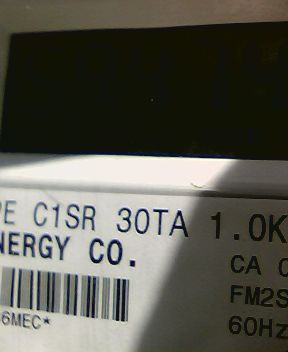 PE C1SR 30TA 1.0K
NERGY CO.
CA
FM2S
6MEC*
60Hz